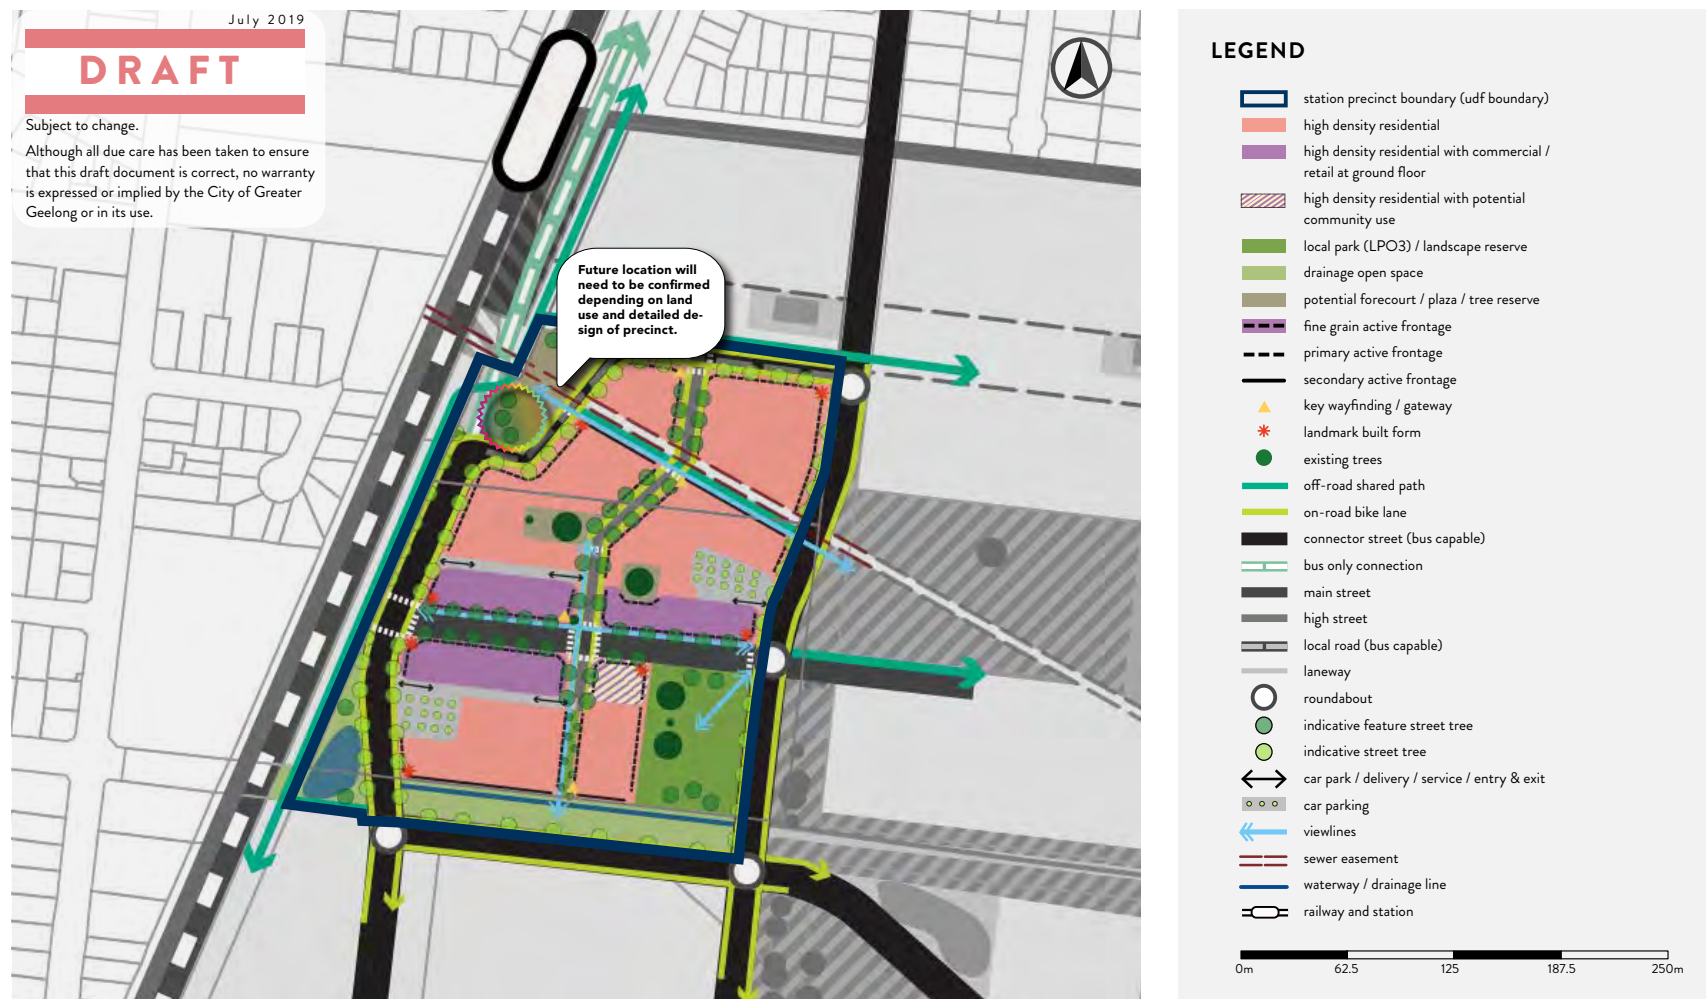 July 2019
DRAFT
Subject to change.
Although all due care has been taken to ensure
that this draft document is correct, no warranty
is expressed or implied by the City of Greater
Geelong or in its use.
Future location will
need to be confirmed
depending on land
use and detailed de-
sign of precinct.
LEGEND
station precinct boundary (udf boundary)
high density residential
high density residential with commercial /
retail at ground floor
high density residential with potential
community use
local park (LPO3) / landscape reserve
drainage open space
potential forecourt / plaza / tree reserve
fine grain active frontage
primary active frontage
secondary active frontage
key wayfinding / gateway
landmark built form
existing trees
off-road shared path
on-road bike lane
connector street (bus capable)
bus only connection
main street
high street
local road (bus capable)
laneway
roundabout
indicative feature street tree
indicative street tree
car park / delivery / service / entry & exit
car parking
viewlines
sewer easement
waterway / drainage line
railway and station
0m 62.5 125 187.5 250m